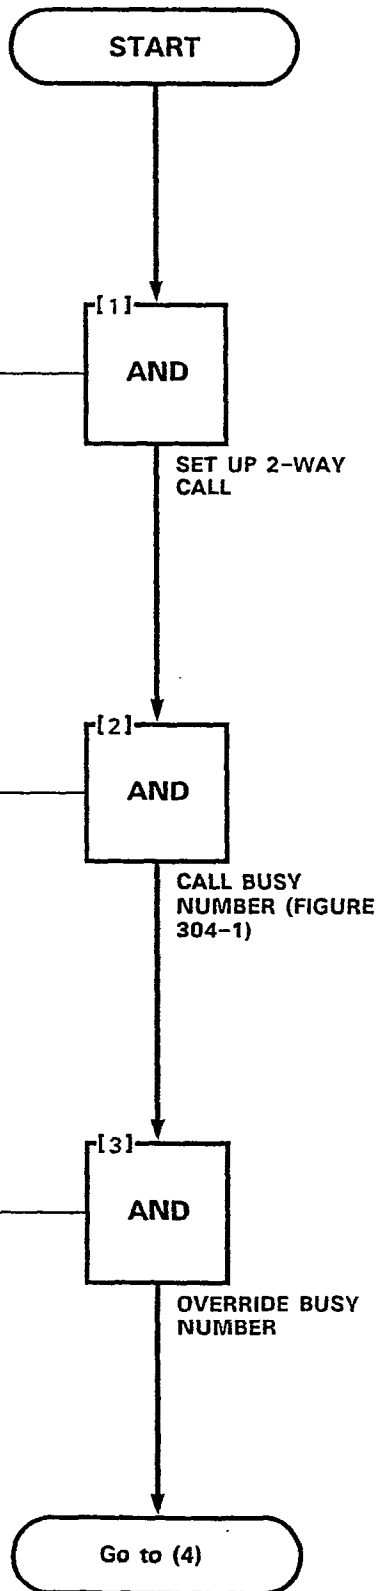 START
[1]
AND
SET UP 2-WAY
CALL
[2]
AND
CALL BUSY
NUMBER (FIGURE
304-1)
[3]
AND
OVERRIDE BUSY
NUMBER
Go to (4)